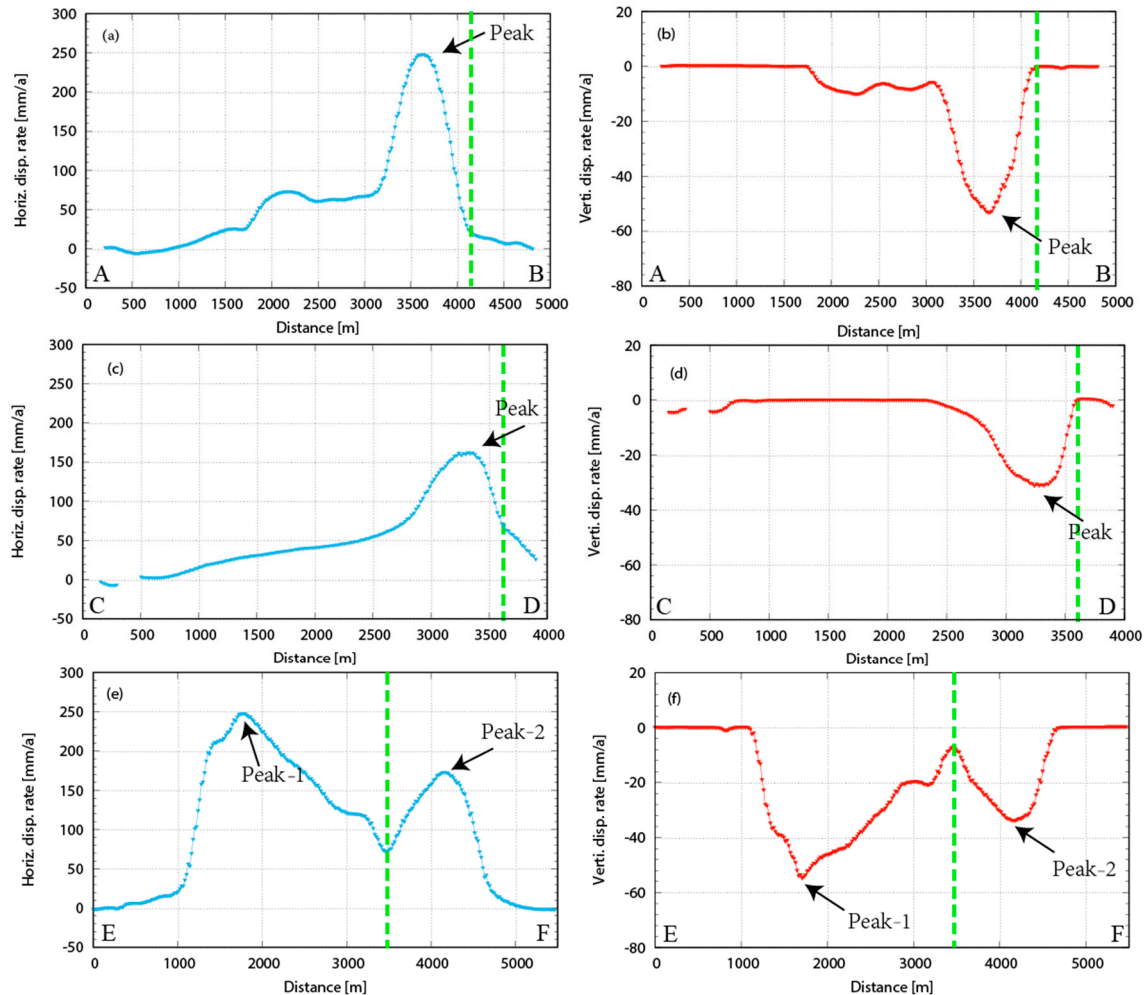 (a)
Peak
Horiz. disp. rate [mm/a]
300
250
200
150
100
50
0
-50
A
B
0 500 1000 1500 2000 2500 3000 3500 4000 4500 5000
Distance [m]
(b)
Peak
Verti. disp. rate [mm/a]
20
0
-20
-40
-60
-80
A
B
0 500 1000 1500 2000 2500 3000 3500 4000 4500 5000
Distance [m]
(c)
Peak
Horiz. disp. rate [mm/a]
300
250
200
150
100
50
0
-50
C
D
0 500 1000 1500 2000 2500 3000 3500 4000
Distance [m]
(d)
Peak
Verti. disp. rate [mm/a]
20
0
-20
-40
-60
-80
C
D
0 500 1000 1500 2000 2500 3000 3500 4000
Distance [m]
(e)
Peak-1
Peak-2
Horiz. disp. rate [mm/a]
300
250
200
150
100
50
0
-50
E
F
0 1000 2000 3000 4000 5000
Distance [m]
(f)
Peak-1
Peak-2
Verti. disp. rate [mm/a]
20
0
-20
-40
-60
-80
E
F
0 1000 2000 3000 4000 5000
Distance [m]